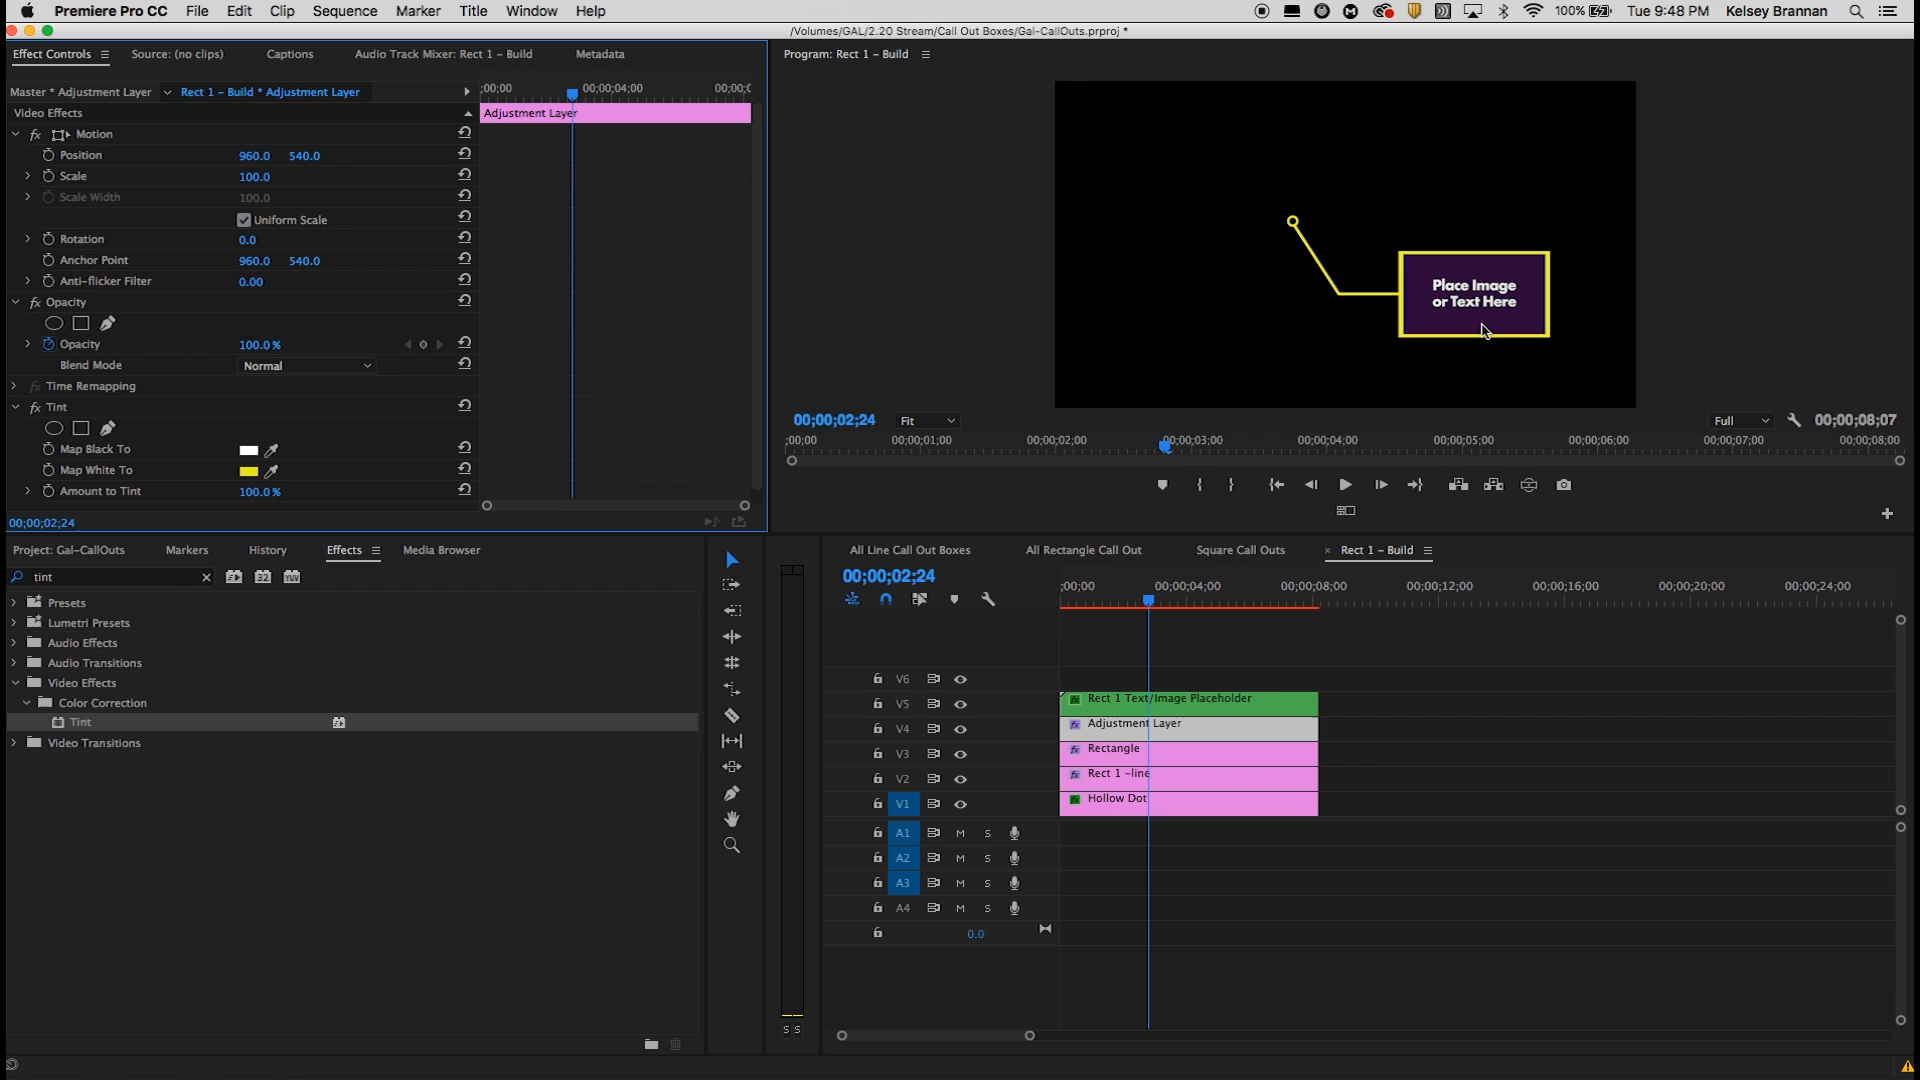 Premiere Pro CC File Edit Clip Sequence Marker Title Window Help 100% Tue 9:48 PM Kelsey Brannan
/Volumes/GAL/2.20 Stream/Call Out Boxes/Gal-CallOuts.prproj *
Effect Controls Source: (no clips) Captions Audio Track Mixer: Rect 1 - Build Metadata
Program: Rect 1 - Build
Master * Adjustment Layer Rect 1 - Build * Adjustment Layer
;00;00 00;00;04;00 00;00;0
Video Effects
Adjustment Layer
fx Motion
Position 960.0 540.0
Scale 100.0
Scale Width 100.0
Uniform Scale
Rotation 0.0
Anchor Point 960.0 540.0
Anti-flicker Filter 0.00
fx Opacity
Opacity 100.0 %
Blend Mode Normal
fx Time Remapping
fx Tint
Map Black To
Map White To
Amount to Tint 100.0 %
00;00;02;24
Place Image
or Text Here
00;00;02;24 Fit Full 00;00;08;07
;00;00 00;00;01;00 00;00;02;00 00;00;03;00 00;00;04;00 00;00;05;00 00;00;06;00 00;00;07;00 00;00;08;00
Project: Gal-CallOuts Markers History Effects Media Browser
tint
32 YUV
Presets
Lumetri Presets
Audio Effects
Audio Transitions
Video Effects
Color Correction
Tint
Video Transitions
S S
All Line Call Out Boxes All Rectangle Call Out Square Call Outs × Rect 1 - Build
00;00;02;24
;00;00 00;00;04;00 00;00;08;00 00;00;12;00 00;00;16;00 00;00;20;00 00;00;24;00
V6
V5 fx Rect 1 Text/Image Placeholder
V4 fx Adjustment Layer
V3 fx Rectangle
V2 fx Rect 1 -line
V1 fx Hollow Dot
A1 M S
A2 M S
A3 M S
A4 M S
0.0